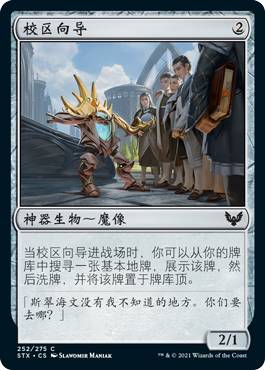 校区向导 2
神器生物～魔像
当校区向导进战场时，你可以从你的牌
库中搜寻一张基本地牌，展示该牌，然
后洗牌，并将该牌置于牌库顶。
「斯翠海文没有我不知道的地方。你们要
去哪？」
2/1
252/275 C
STX • CS SLAWOMIR MANIAK
™ & © 2021 Wizards of the Coast